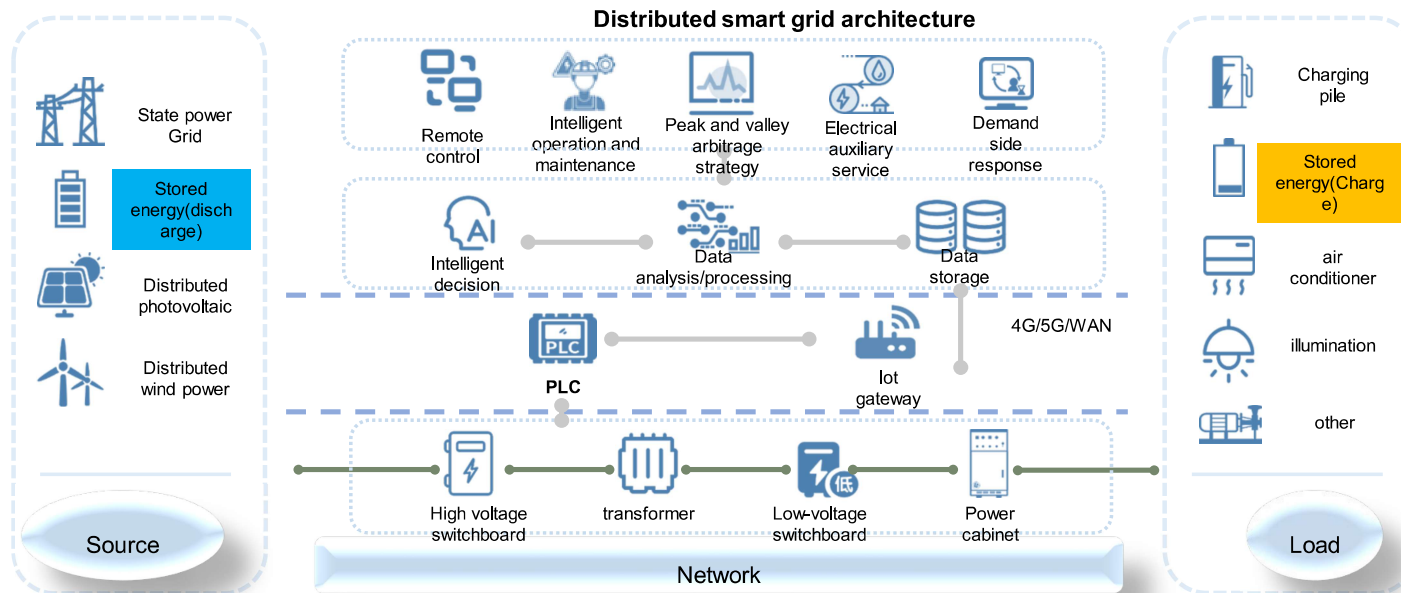 Distributed smart grid architecture
State power
Grid
Stored
energy(disch
arge)
Distributed
photovoltaic
Distributed
wind power
Source
Remote
control
Intelligent
operation and
maintenance
Peak and valley
arbitrage
strategy
Electrical
auxiliary
service
Demand
side
response
AI
Intelligent
decision
Data
analysis/processing
Data
storage
PLC
PLC
Iot
gateway
4G/5G/WAN
High voltage
switchboard
transformer
低
Low-voltage
switchboard
Power
cabinet
Network
Charging
pile
Stored
energy(Charg
e)
air
conditioner
illumination
other
Load